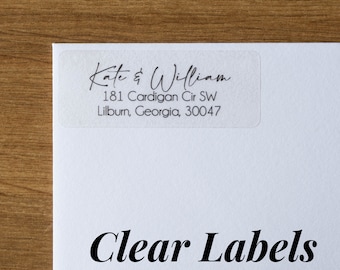 Kate & William
181 Cardigan Cir SW
Lilburn, Georgia, 30047
Clear Labels